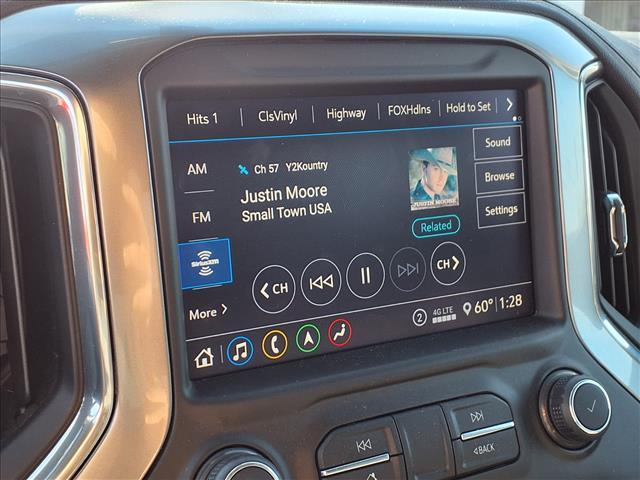 Hits 1 ClsVinyl Highway FOXHdlns Hold to Set
AM
FM
SiriusXM
More
Ch 57 Y2Kountry
Justin Moore
Small Town USA
JUSTIN MOORE
Related
Sound
Browse
Settings
CH
CH
2 4G LTE 60° 1:28
BACK